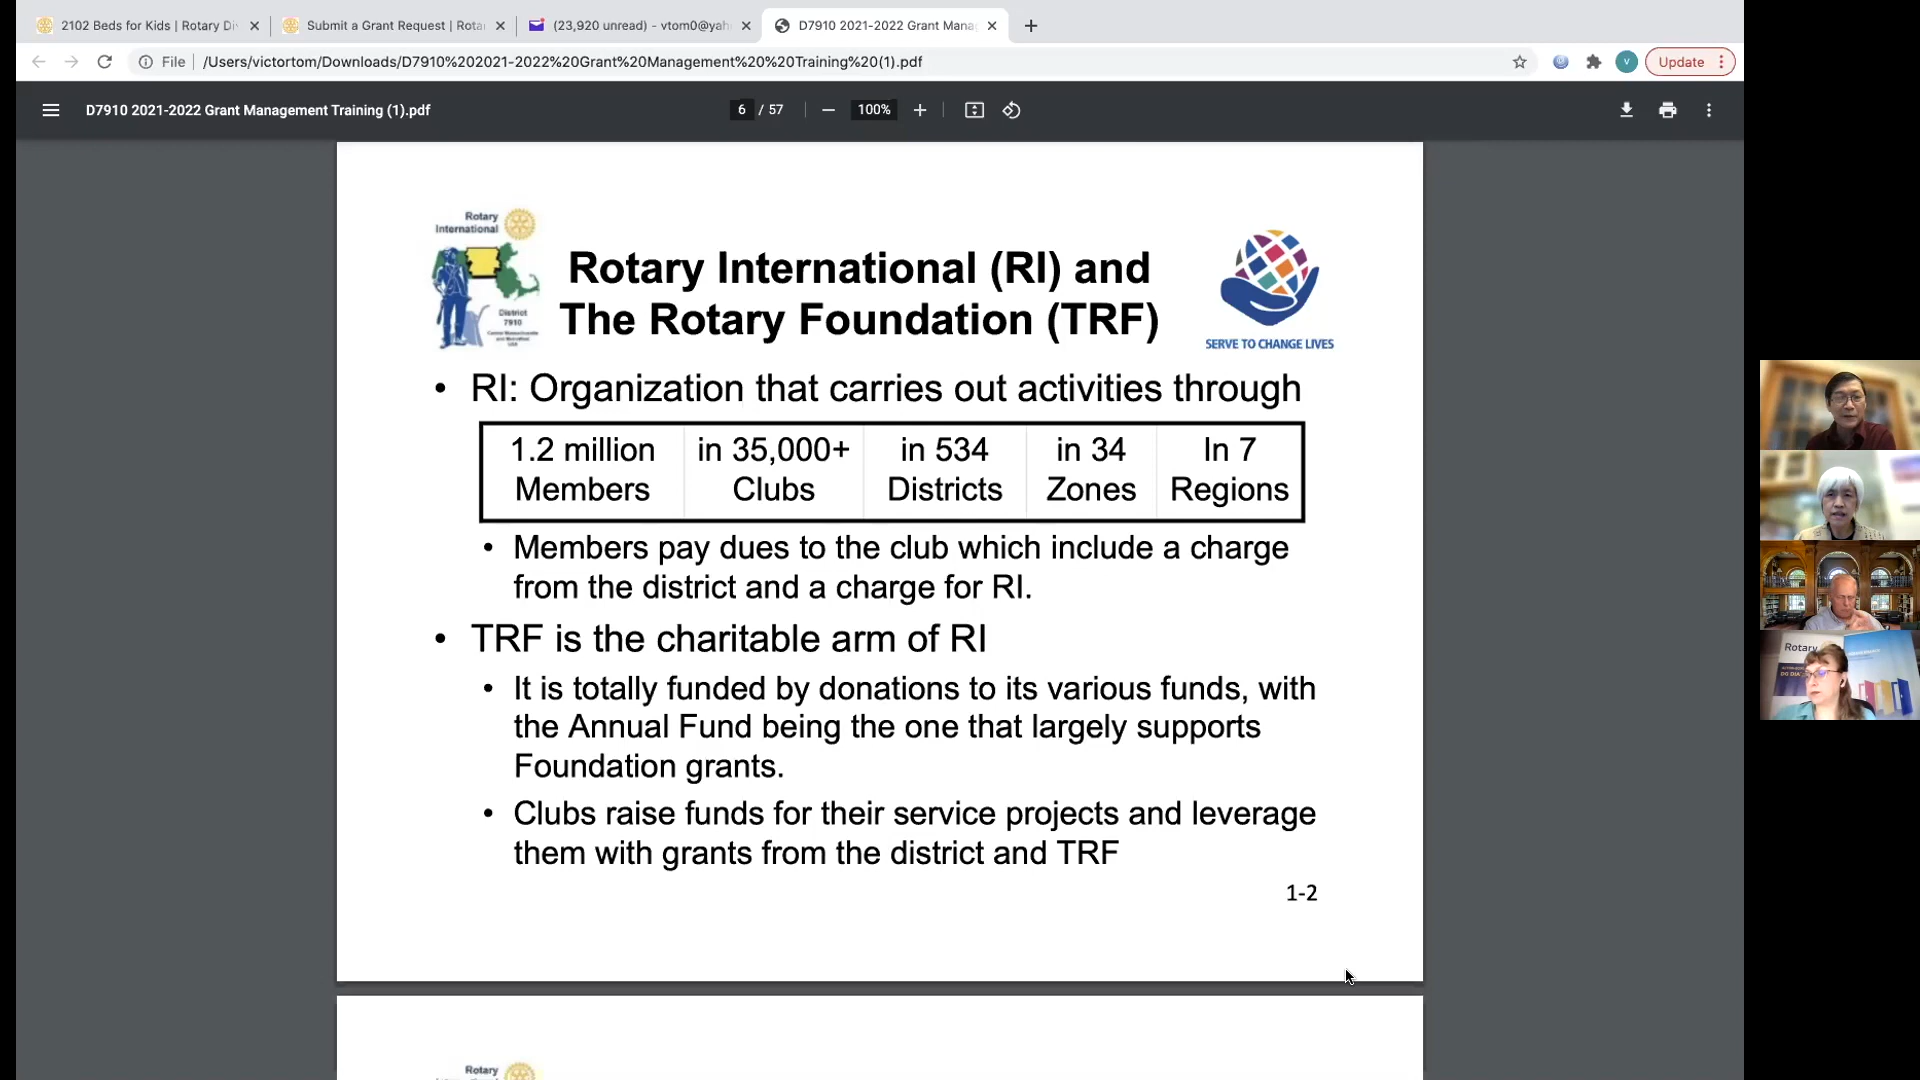 2102 Beds for Kids | Rotary Di
Submit a Grant Request | Rota
(23,920 unread) - vtom0@yah
D7910 2021-2022 Grant Mana
File
/Users/victortom/Downloads/D7910%202021-2022%20Grant%20Management%20%20Training%20(1).pdf
V
Update
D7910 2021-2022 Grant Management Training (1).pdf
6 / 57
100%
Rotary
International
District
7910
Rotary International (RI) and
The Rotary Foundation (TRF)
SERVE TO CHANGE LIVES
• RI: Organization that carries out activities through
1.2 million in 35,000+ in 534 in 34 In 7
Members Clubs Districts Zones Regions
• Members pay dues to the club which include a charge
from the district and a charge for RI.
• TRF is the charitable arm of RI
• It is totally funded by donations to its various funds, with
the Annual Fund being the one that largely supports
Foundation grants.
• Clubs raise funds for their service projects and leverage
them with grants from the district and TRF
1-2
Rotary
Rotary